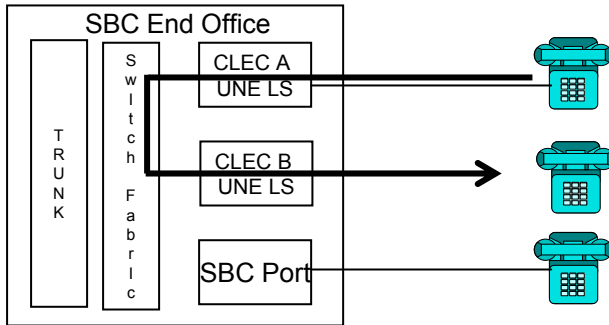 SBC End Office
TRUNK
SwItch FabrIc
CLEC A
UNE LS
CLEC B
UNE LS
SBC Port